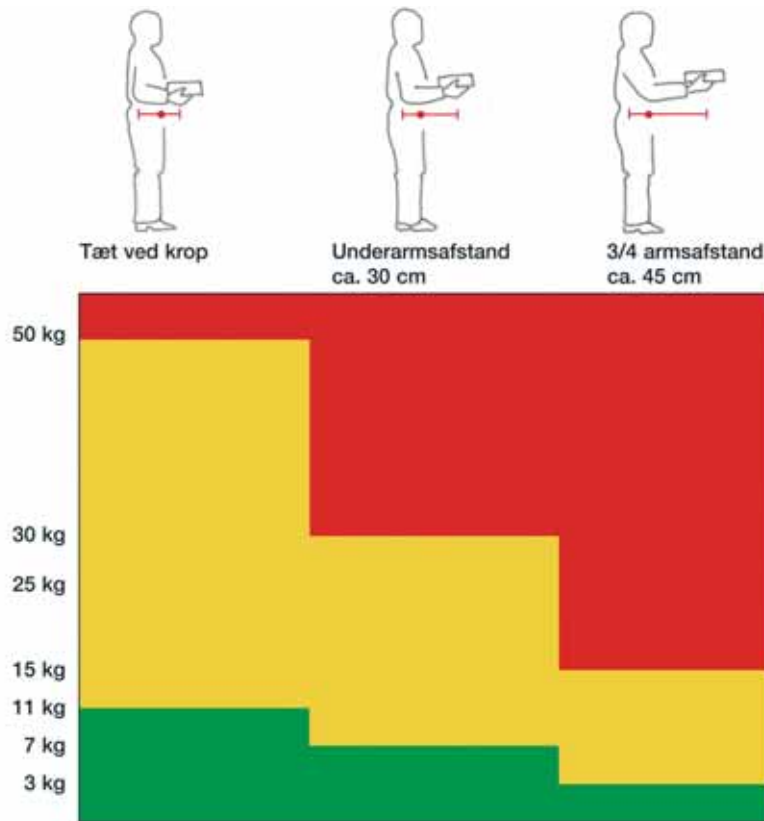 Tæt ved krop
Underarmsafstand
ca. 30 cm
3/4 armsafstand
ca. 45 cm
50 kg
30 kg
25 kg
15 kg
11 kg
7 kg
3 kg